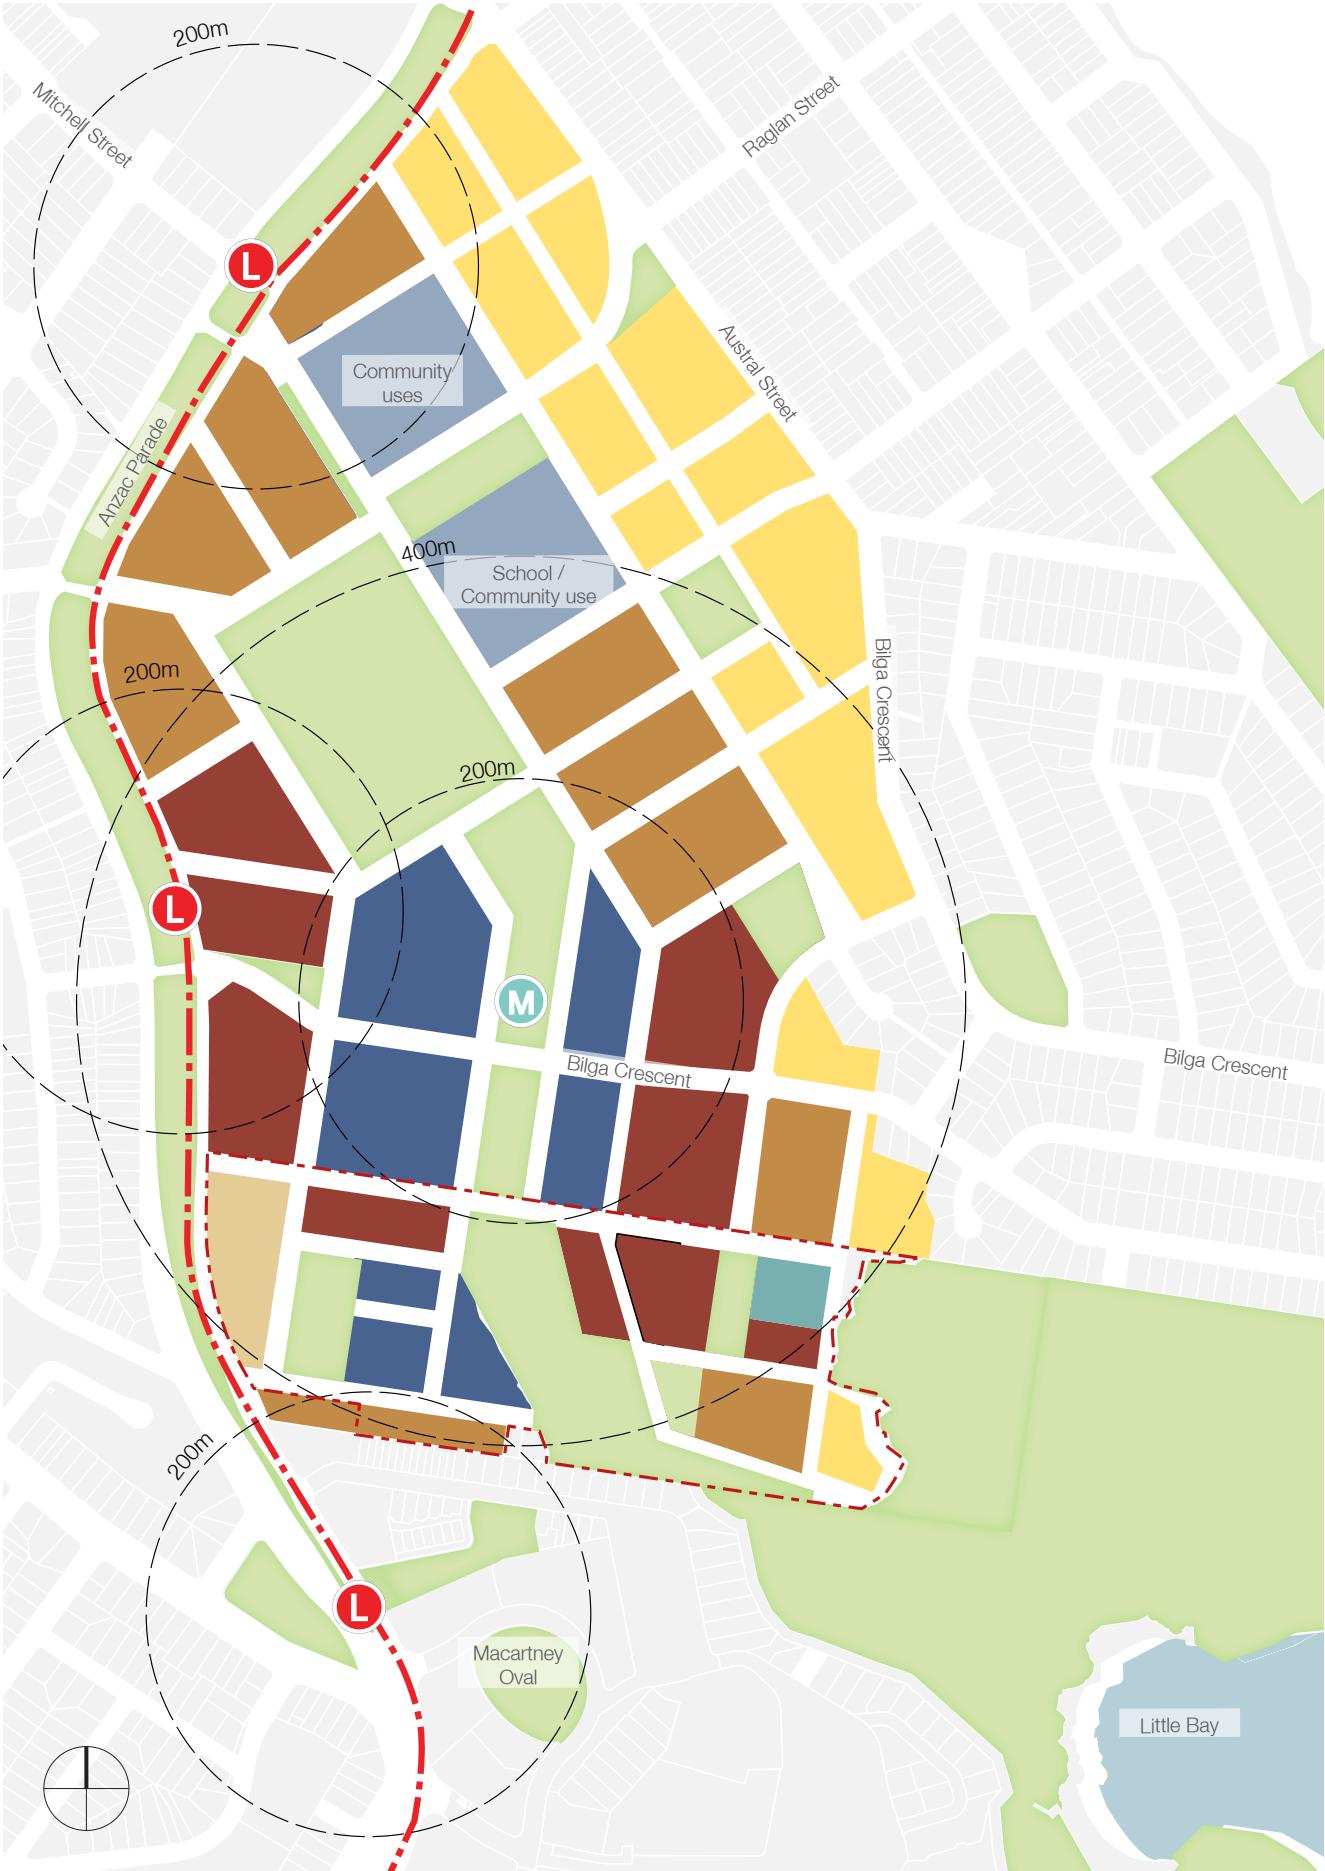 200m
Mitchell Street
Raglan Street
L
Austral Street
Community
uses
Anzac Parade
400m
School /
Community use
Bilga Crescent
200m
200m
L
M
Bilga Crescent
Bilga Crescent
200m
L
Macartney
Oval
Little Bay